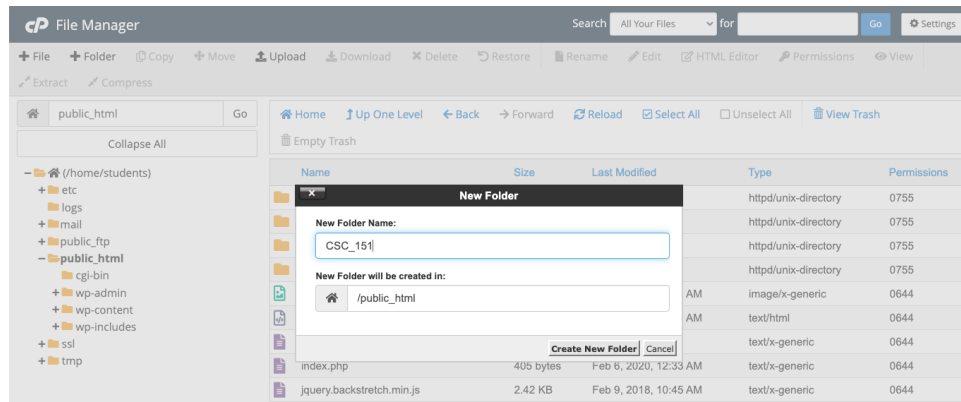 cP File Manager Search All Your Files for Go Settings
+ File + Folder Copy Move Upload Download Delete Restore Rename Edit HTML Editor Permissions View
Extract Compress
public_html Go
Home Up One Level Back Forward Reload Select All Unselect All View Trash
Collapse All
Empty Trash
(/home/students)
etc
logs
mail
public_ftp
public_html
cgi-bin
wp-admin
wp-content
wp-includes
ssl
tmp
Name Size Last Modified Type Permissions
httpd/unix-directory 0755
httpd/unix-directory 0755
httpd/unix-directory 0755
httpd/unix-directory 0755
AM image/x-generic 0644
AM text/html 0644
text/x-generic 0644
index.php 405 bytes Feb 6, 2020, 12:33 AM text/x-generic 0644
jquery.backstretch.min.js 2.42 KB Feb 9, 2018, 10:45 AM text/x-generic 0644
x New Folder
New Folder Name:
CSC_151
New Folder will be created in:
/public_html
Create New Folder Cancel